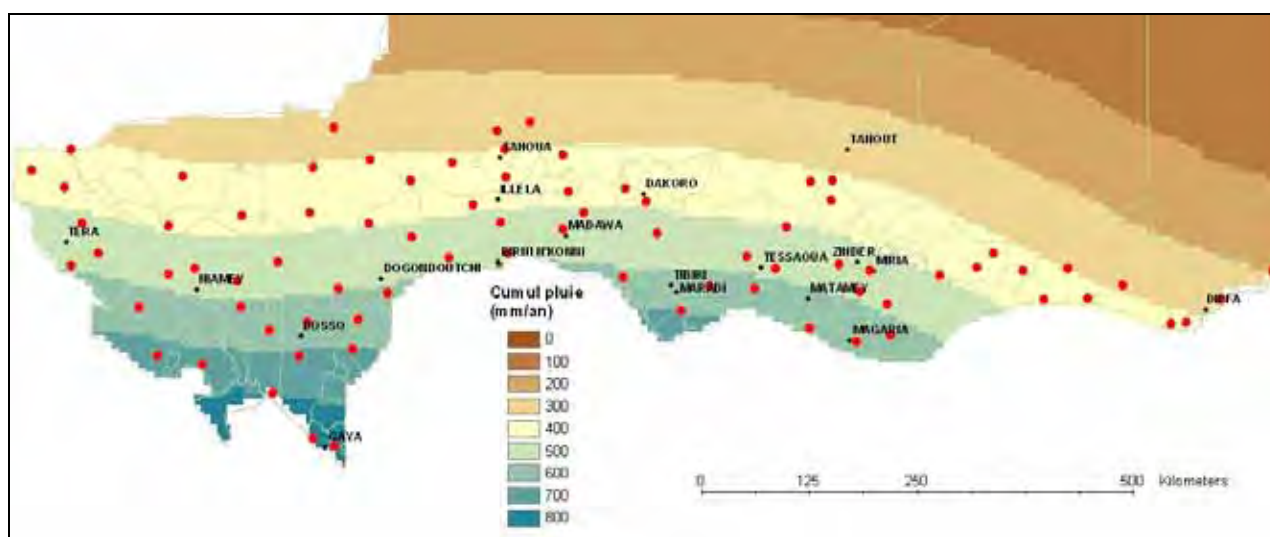 TANOUT
TAHOUA
ILLELA
DAKORO
MADAWA
TERA
BIRNI N'KONNI
ZINDER
MIRIA
TESSAOUA
DOGONDOUTCHI
NIAMEY
TIBIRI
MARADI
MATAMEY
DIFFA
DOSSO
MAGARIA
GAYA
Cumul pluie
(mm/an)
0
100
200
300
400
500
600
700
800
0 125 250 500 Kilometers